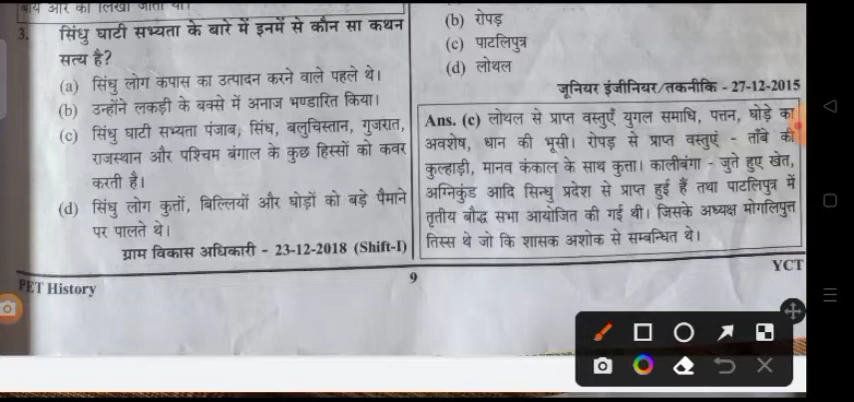 बायें ओर को लिखा जाता था।
3. सिंधु घाटी सभ्यता के बारे में इनमें से कौन सा कथन
सत्य है?
(a) सिंधु लोग कपास का उत्पादन करने वाले पहले थे।
(b) उन्होंने लकड़ी के बक्से में अनाज भण्डारित किया।
(c) सिंधु घाटी सभ्यता पंजाब, सिंध, बलुचिस्तान, गुजरात,
राजस्थान और पश्चिम बंगाल के कुछ हिस्सों को कवर
करती है।
(d) सिंधु लोग कुत्तों, बिल्लियों और घोड़ों को बड़े पैमाने
पर पालते थे।
ग्राम विकास अधिकारी - 23-12-2018 (Shift-I)
(b) रोपड़
(c) पाटलिपुत्र
(d) लोथल
जूनियर इंजीनियर/तकनीकि - 27-12-2015
Ans. (c) लोथल से प्राप्त वस्तुएँ युगल समाधि, पत्तन, घोड़े का
अवशेष, धान की भूसी। रोपड़ से प्राप्त वस्तुएं - ताँबे की
कुल्हाड़ी, मानव कंकाल के साथ कुत्ता। कालीबंगा - जुते हुए खेत,
अग्निकुंड आदि सिन्धु प्रदेश से प्राप्त हुई हैं तथा पाटलिपुत्र में
तृतीय बौद्ध सभा आयोजित की गई थी। जिसके अध्यक्ष मोगलिपुत्त
तिस्स थे जो कि शासक अशोक से सम्बन्धित थे।
PET History
9
YCT